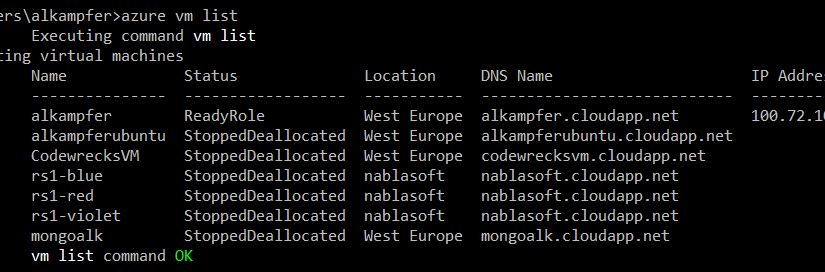 ers\alkampfer>azure vm list
Executing command vm list
ting virtual machines
Name Status Location DNS Name IP Addre
--------------- ------------------ ----------- ---------------------------- ---------
alkampfer ReadyRole West Europe alkampfer.cloudapp.net 100.72.10
alkampferubuntu StoppedDeallocated West Europe alkampferubuntu.cloudapp.net
CodewrecksVM StoppedDeallocated West Europe codewrecksvm.cloudapp.net
rs1-blue StoppedDeallocated nablasoft nablasoft.cloudapp.net
rs1-red StoppedDeallocated nablasoft nablasoft.cloudapp.net
rs1-violet StoppedDeallocated nablasoft nablasoft.cloudapp.net
mongoalk StoppedDeallocated West Europe mongoalk.cloudapp.net
vm list command OK